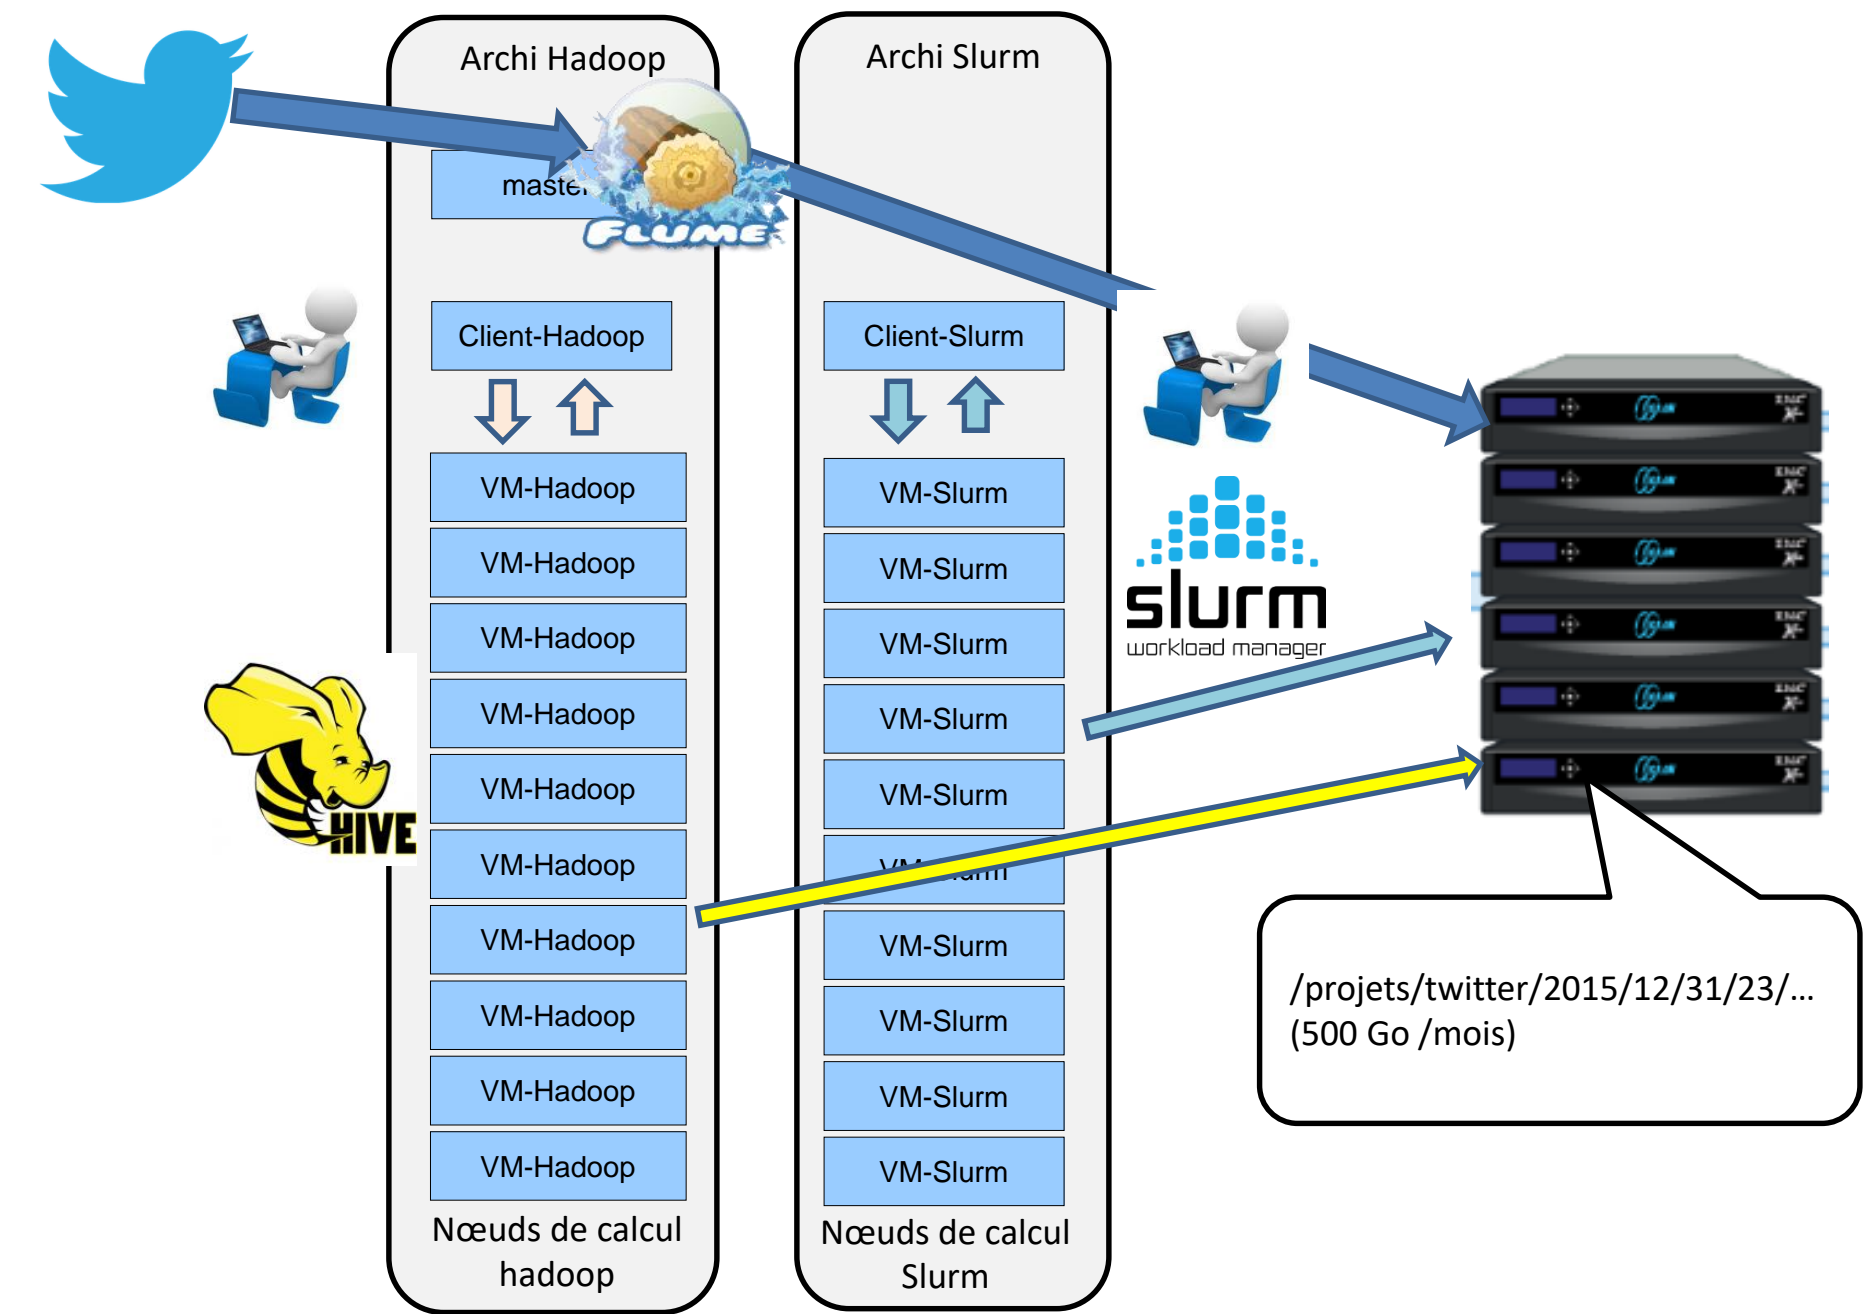 Archi Hadoop
Archi Slurm
master
FLUME
Client-Hadoop
Client-Slurm
VM-Hadoop
VM-Hadoop
VM-Hadoop
VM-Hadoop
VM-Hadoop
VM-Hadoop
VM-Hadoop
VM-Hadoop
VM-Hadoop
VM-Hadoop
Nœuds de calcul
hadoop
VM-Slurm
VM-Slurm
VM-Slurm
VM-Slurm
VM-Slurm
VM-Slurm
VM-Slurm
VM-Slurm
VM-Slurm
VM-Slurm
Nœuds de calcul
Slurm
HIVE
slurm
workload manager
/projets/twitter/2015/12/31/23/...
(500 Go /mois)